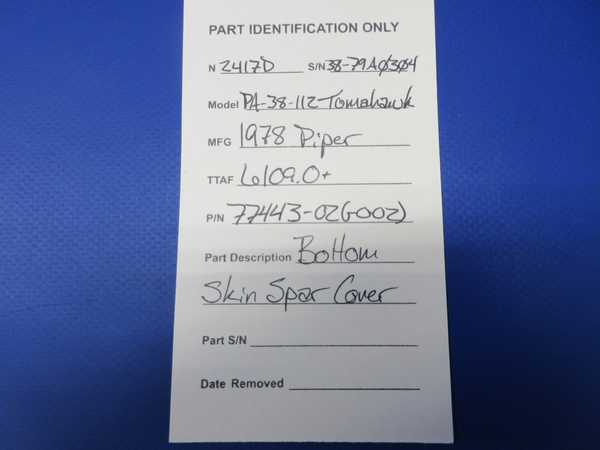 PART IDENTIFICATION ONLY
N 2417D S/N 38-79A0304
Model PA-38-112-Tomahawk
MFG 1978 Piper
TTAF 6109.0+
P/N 77443-02(-002)
Part Description Bottom
Skin Spar Cover
Part S/N
Date Removed